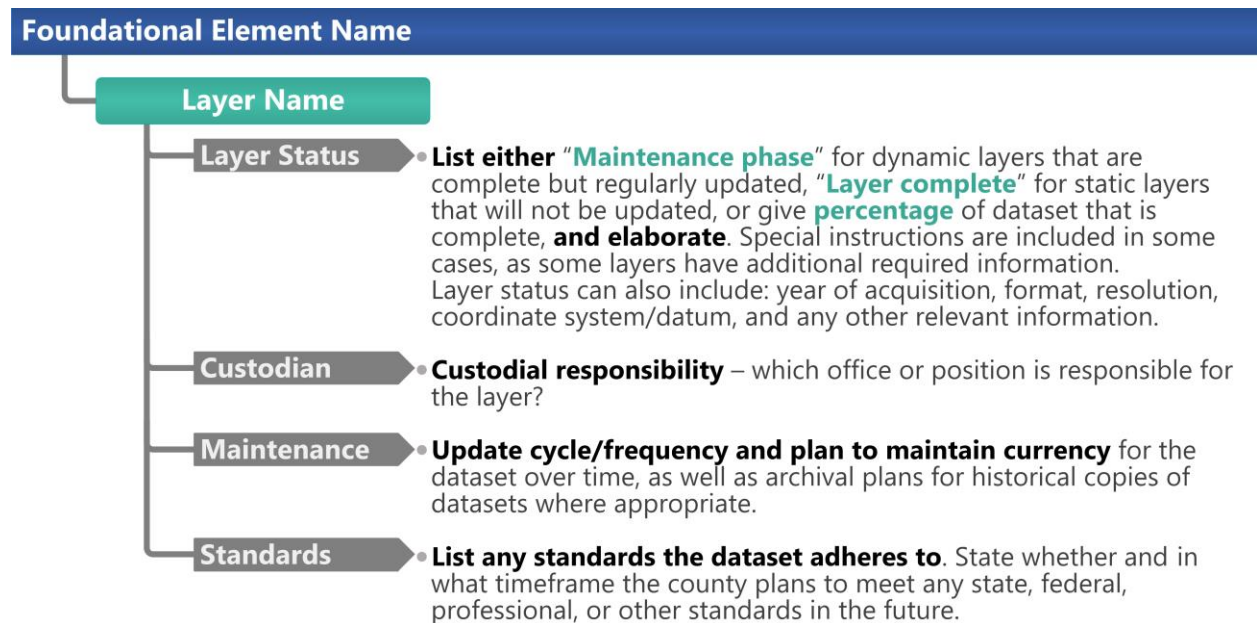 Foundational Element Name
Layer Name
Layer Status
• List either “Maintenance phase” for dynamic layers that are
complete but regularly updated, “Layer complete” for static layers
that will not be updated, or give percentage of dataset that is
complete, and elaborate. Special instructions are included in some
cases, as some layers have additional required information.
Layer status can also include: year of acquisition, format, resolution,
coordinate system/datum, and any other relevant information.
Custodian
• Custodial responsibility – which office or position is responsible for
the layer?
Maintenance
• Update cycle/frequency and plan to maintain currency for the
dataset over time, as well as archival plans for historical copies of
datasets where appropriate.
Standards
• List any standards the dataset adheres to. State whether and in
what timeframe the county plans to meet any state, federal,
professional, or other standards in the future.